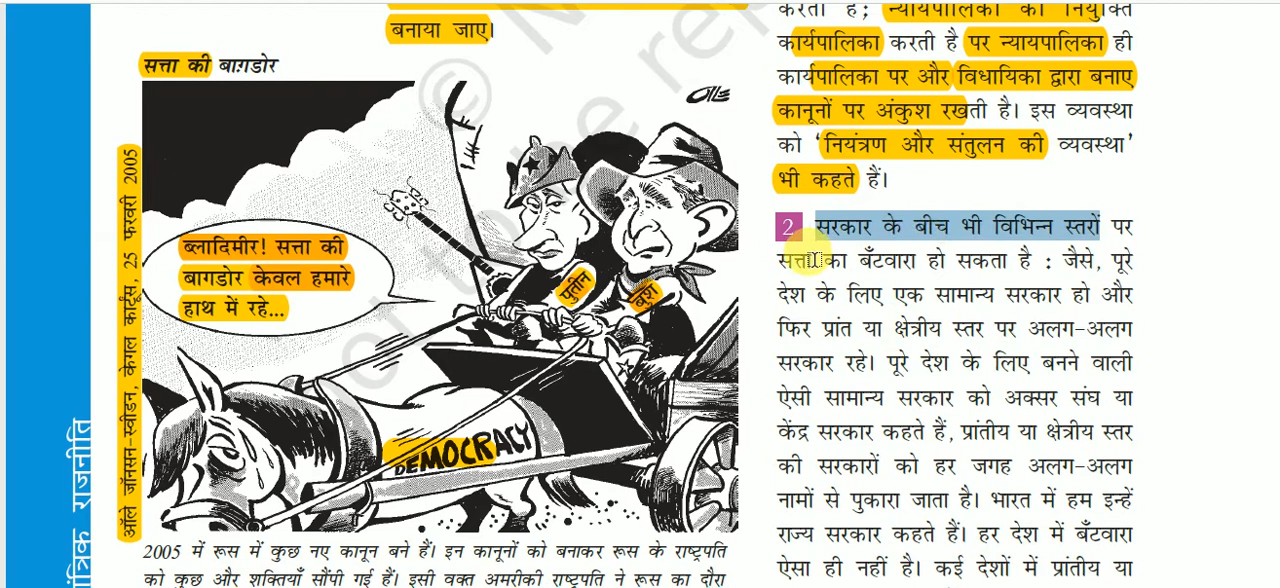 बनाया जाए।
सत्ता की बाग़डोर
ऑले जॉनसन-स्वीडन, केगल कार्टूंस, 25 फरवरी 2005
ब्लादिमीर! सत्ता की
बागडोर केवल हमारे
हाथ में रहे...
पुतीन
बुश
DEMOCRACY
2005 में रूस में कुछ नए कानून बने हैं। इन कानूनों को बनाकर रूस के राष्ट्रपति
को कुछ और शक्तियाँ सौंपी गई हैं। इसी वक्त अमरीकी राष्ट्रपति ने रूस का दौरा
करती है; न्यायपालिका की नियुक्ति
कार्यपालिका करती है पर न्यायपालिका ही
कार्यपालिका पर और विधायिका द्वारा बनाए
कानूनों पर अंकुश रखती है। इस व्यवस्था
को ‘नियंत्रण और संतुलन की व्यवस्था’
भी कहते हैं।
2 सरकार के बीच भी विभिन्न स्तरों पर
सत्ता का बँटवारा हो सकता है : जैसे, पूरे
देश के लिए एक सामान्य सरकार हो और
फिर प्रांत या क्षेत्रीय स्तर पर अलग-अलग
सरकार रहे। पूरे देश के लिए बनने वाली
ऐसी सामान्य सरकार को अक्सर संघ या
केंद्र सरकार कहते हैं, प्रांतीय या क्षेत्रीय स्तर
की सरकारों को हर जगह अलग-अलग
नामों से पुकारा जाता है। भारत में हम इन्हें
राज्य सरकार कहते हैं। हर देश में बँटवारा
ऐसा ही नहीं है। कई देशों में प्रांतीय या
राजनीति